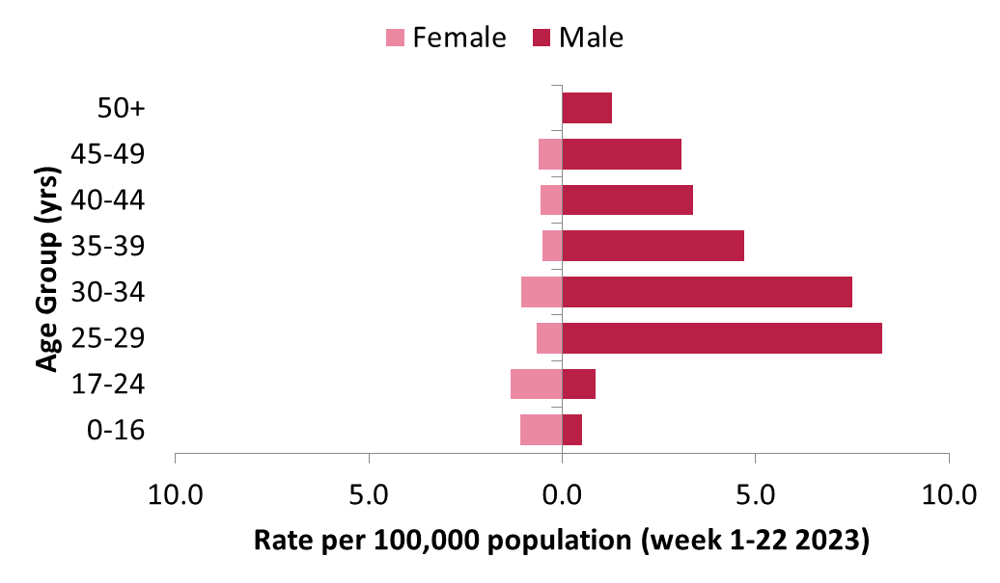 Female Male
50+
45-49
40-44
35-39
30-34
25-29
17-24
0-16
Age Group (yrs)
10.0 5.0 0.0 5.0 10.0
Rate per 100,000 population (week 1-22 2023)